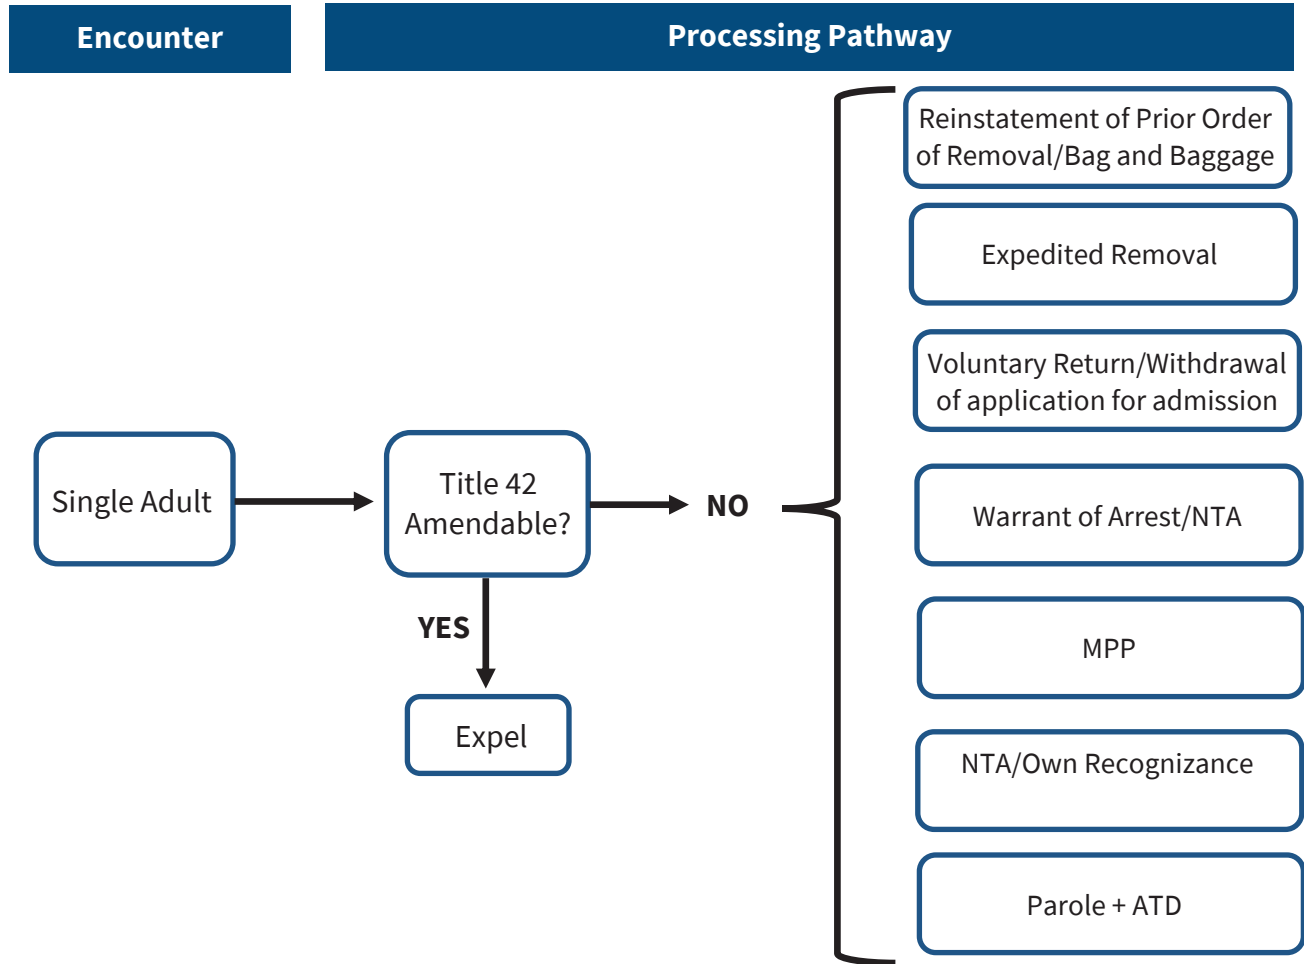 Encounter
Processing Pathway
Reinstatement of Prior Order
of Removal/Bag and Baggage
Expedited Removal
Voluntary Return/Withdrawal
of application for admission
Single Adult
Title 42
Amendable?
NO
Warrant of Arrest/NTA
YES
MPP
Expel
NTA/Own Recognizance
Parole + ATD